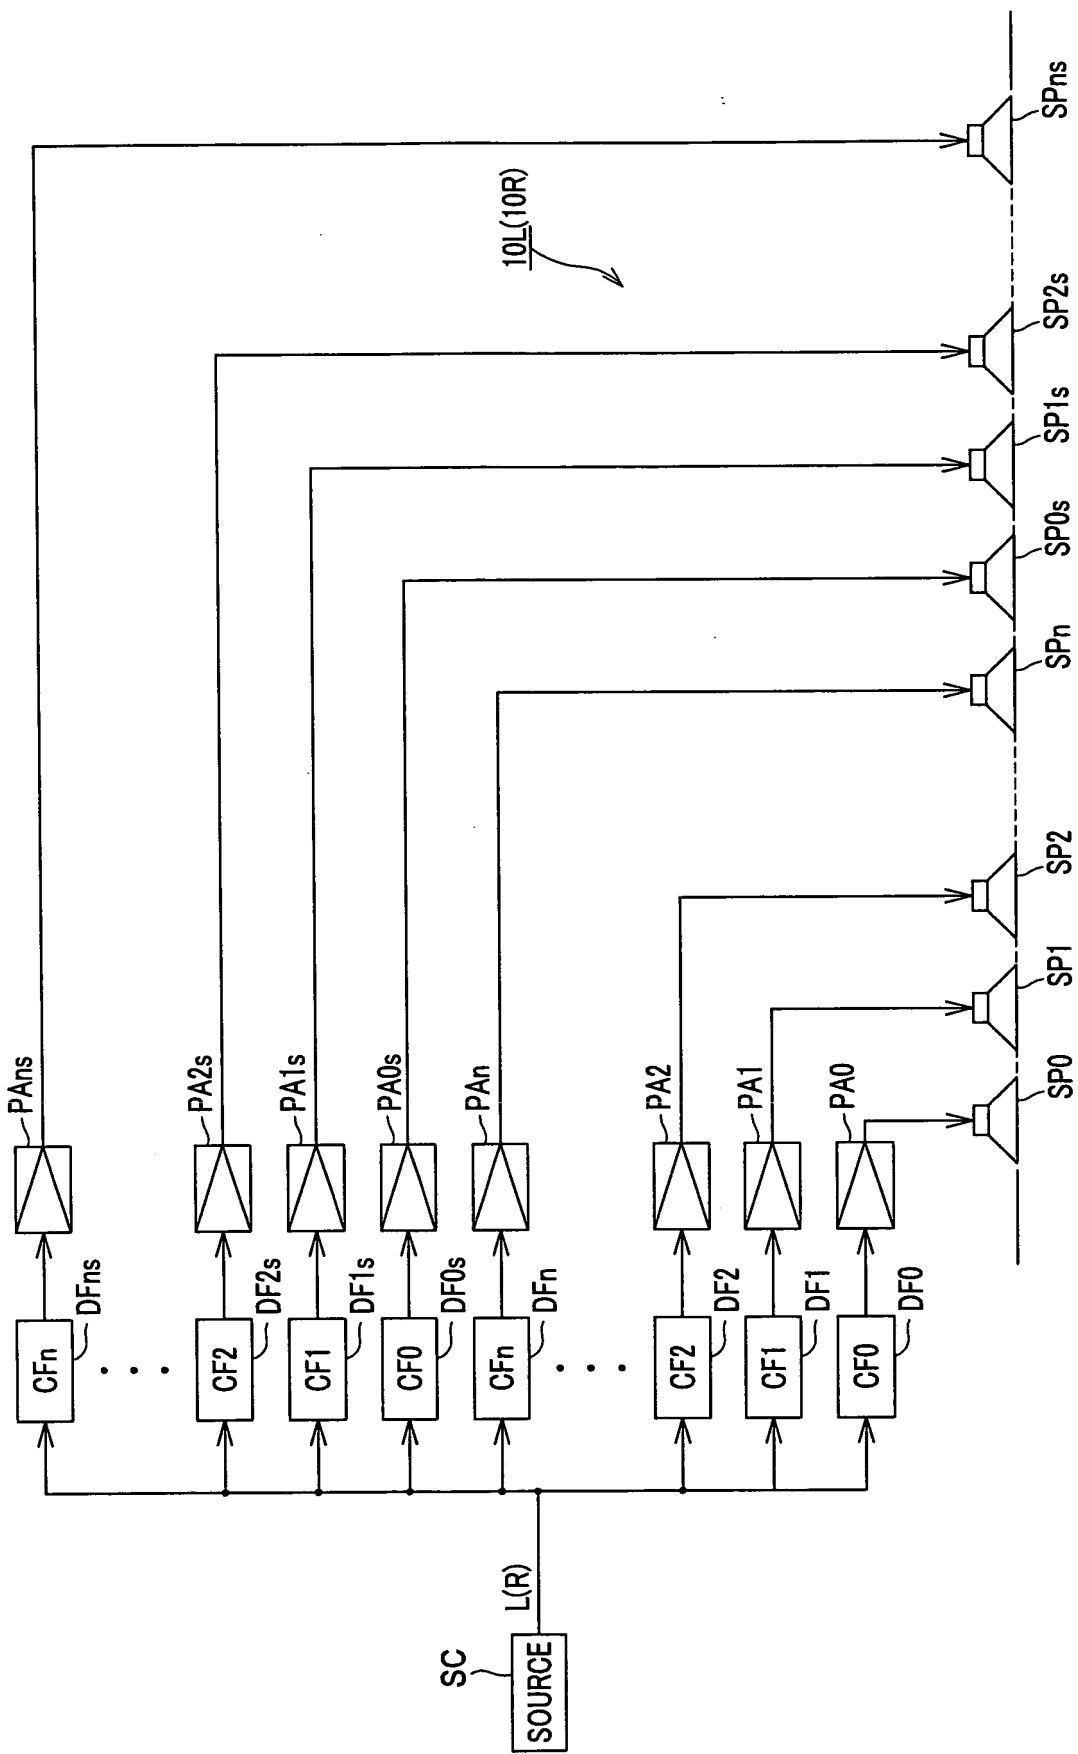 10L(10R)
PAns
CFn
DFns
PA2s
CF2
DF2s
PA1s
CF1
DF1s
PA0s
CF0
DF0s
PAn
CFn
DFn
PA2
CF2
DF2
PA1
CF1
DF1
PA0
CF0
DF0
SC
SOURCE
L(R)
SP0
SP1
SP2
SPn
SP0s
SP1s
SP2s
SPns